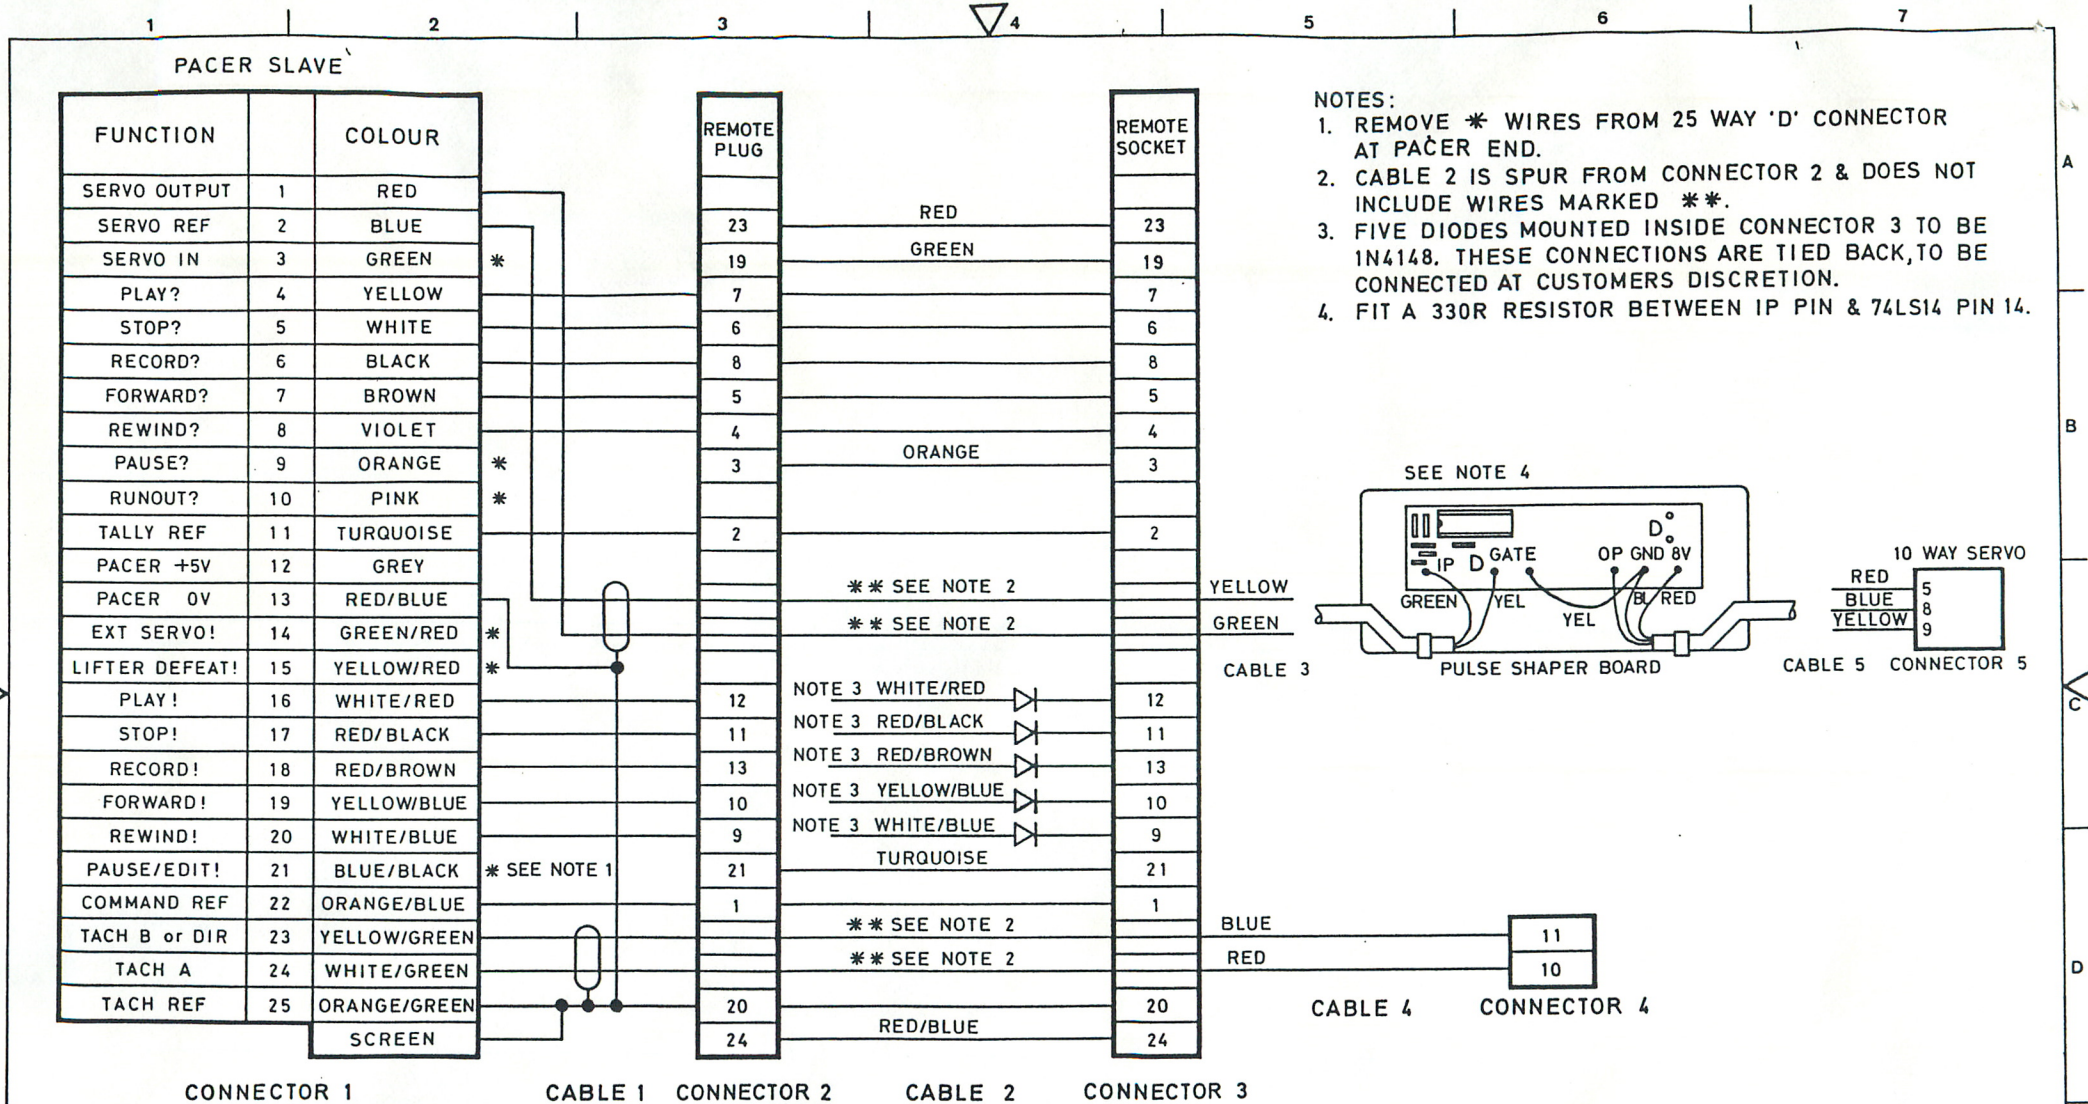 1 2 3 4 5 6 7
PACER SLAVE
FUNCTION COLOUR
SERVO OUTPUT 1 RED
SERVO REF 2 BLUE
SERVO IN 3 GREEN *
PLAY? 4 YELLOW
STOP? 5 WHITE
RECORD? 6 BLACK
FORWARD? 7 BROWN
REWIND? 8 VIOLET
PAUSE? 9 ORANGE *
RUNOUT? 10 PINK *
TALLY REF 11 TURQUOISE
PACER +5V 12 GREY
PACER 0V 13 RED/BLUE
EXT SERVO! 14 GREEN/RED *
LIFTER DEFEAT! 15 YELLOW/RED *
PLAY! 16 WHITE/RED
STOP! 17 RED/BLACK
RECORD! 18 RED/BROWN
FORWARD! 19 YELLOW/BLUE
REWIND! 20 WHITE/BLUE
PAUSE/EDIT! 21 BLUE/BLACK * SEE NOTE 1
COMMAND REF 22 ORANGE/BLUE
TACH B or DIR 23 YELLOW/GREEN
TACH A 24 WHITE/GREEN
TACH REF 25 ORANGE/GREEN
SCREEN
CONNECTOR 1
CABLE 1
REMOTE
PLUG
23
19
7
6
8
5
4
3
2
12
11
13
10
9
21
1
20
24
CONNECTOR 2
RED
GREEN
ORANGE
** SEE NOTE 2
** SEE NOTE 2
NOTE 3 WHITE/RED
NOTE 3 RED/BLACK
NOTE 3 RED/BROWN
NOTE 3 YELLOW/BLUE
NOTE 3 WHITE/BLUE
TURQUOISE
** SEE NOTE 2
** SEE NOTE 2
RED/BLUE
CABLE 2
REMOTE
SOCKET
23
19
7
6
8
5
4
3
2
12
11
13
10
9
21
1
20
24
CONNECTOR 3
NOTES:
1. REMOVE * WIRES FROM 25 WAY 'D' CONNECTOR
AT PACER END.
2. CABLE 2 IS SPUR FROM CONNECTOR 2 & DOES NOT
INCLUDE WIRES MARKED **.
3. FIVE DIODES MOUNTED INSIDE CONNECTOR 3 TO BE
1N4148. THESE CONNECTIONS ARE TIED BACK, TO BE
CONNECTED AT CUSTOMERS DISCRETION.
4. FIT A 330R RESISTOR BETWEEN IP PIN & 74LS14 PIN 14.
YELLOW
GREEN
CABLE 3
SEE NOTE 4
D
IP D GATE OP GND 8V
GREEN YEL YEL BL RED
PULSE SHAPER BOARD
10 WAY SERVO
RED 5
BLUE 8
YELLOW 9
CABLE 5 CONNECTOR 5
BLUE 11
RED 10
CABLE 4 CONNECTOR 4
A
B
C
D